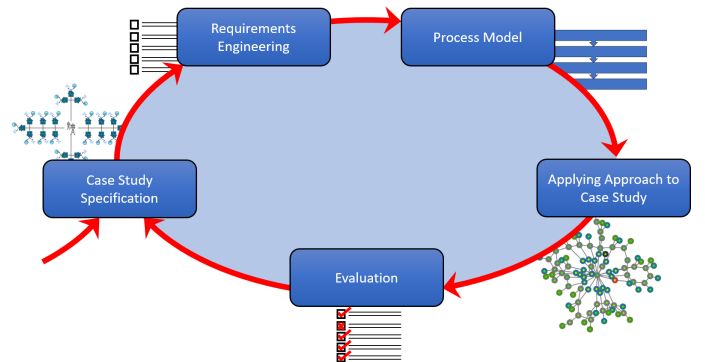 Requirements
Engineering
Process Model
Case Study
Specification
Applying Approach to
Case Study
Evaluation